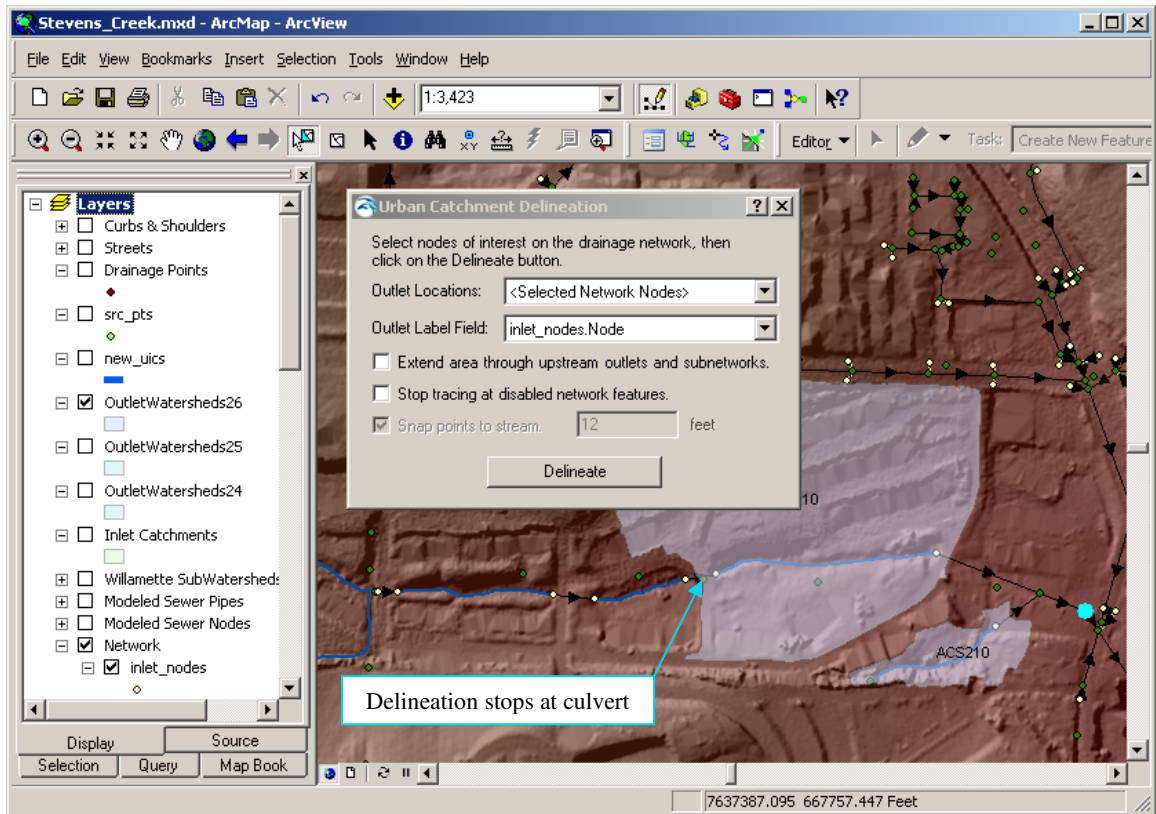 Stevens_Creek.mxd - ArcMap - ArcView
File Edit View Bookmarks Insert Selection Tools Window Help
1:3,423
Editor Task: Create New Feature
Layers
Curbs & Shoulders
Streets
Drainage Points
src_pts
new_uics
OutletWatersheds26
OutletWatersheds25
OutletWatersheds24
Inlet Catchments
Willamette SubWatersheds
Modeled Sewer Pipes
Modeled Sewer Nodes
Network
inlet_nodes
Display Source
Selection Query Map Book
Urban Catchment Delineation
Select nodes of interest on the drainage network, then
click on the Delineate button.
Outlet Locations: <Selected Network Nodes>
Outlet Label Field: inlet_nodes.Node
Extend area through upstream outlets and subnetworks.
Stop tracing at disabled network features.
Snap points to stream. 12 feet
Delineate
10
ACS210
Delineation stops at culvert
7637387.095 667757.447 Feet